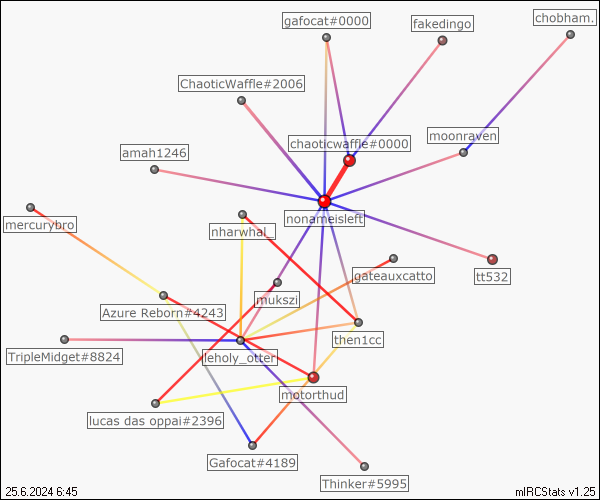 gafocat#0000
fakedingo
chobham.
ChaoticWaffle#2006
chaoticwaffle#0000
moonraven
amah1246
nonameisleft
mercurybro
nharwhal_
gateauxcatto
tt532
mukszi
Azure Reborn#4243
then1cc
TripleMidget#8824
leholy_otter
motorthud
lucas das oppai#2396
Gafocat#4189
Thinker#5995
25.6.2024 6:45
mIRCStats v1.25